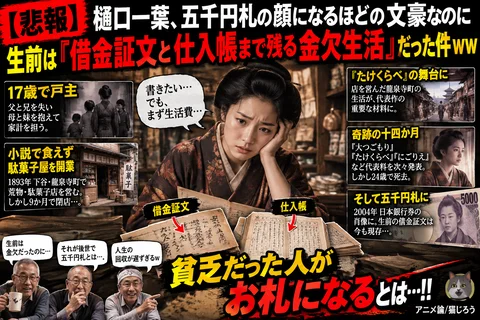 【悲報】
樋口一葉、五千円札の顔になるほどの文豪なのに
生前は『借金証文と仕入帳まで残る金欠生活』だった件ww
17歳で戸主
父と兄を失い
母と妹を抱えて
家計を担う。
小説で食えず
駄菓子屋を開業
1893年 下谷・龍泉寺町で
荒物・駄菓子店を営む。
しかし9か月で閉店…
駄菓子
書きたい…
でも、
まず生活費…
『たけくらべ』の舞台に
店を営んだ龍泉寺町の
生活が、代表作の
重要な材料に。
奇跡の十四か月
『大つごもり』
『たけくらべ』『にごりえ』
など代表作を次々発表。
しかし24歳で死去。
そして五千円札に
2004年 日本銀行券の
肖像に。生前の借金証文は
今も現存…
5000
借金証文
仕入帳
生前は
金欠だったのに…
それが後世で
五千円札とは…
人生の
回収が遅すぎるw
貧乏だった人が
お札になるとは…!!
アニメ論/猫じろう